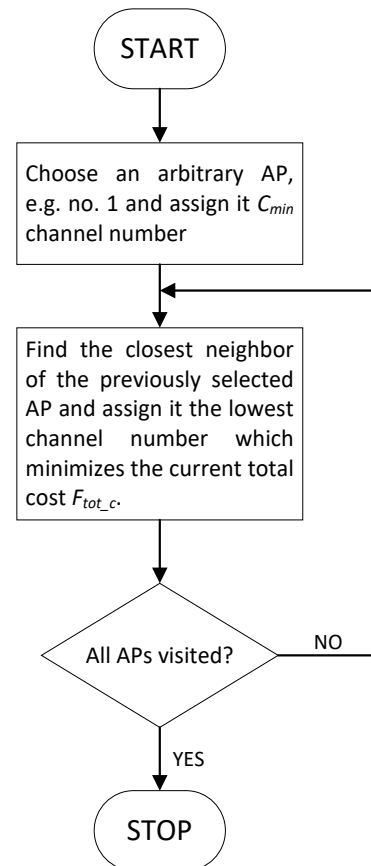 START
Choose an arbitrary AP,
e.g. no. 1 and assign it Cmin
channel number
Find the closest neighbor
of the previously selected
AP and assign it the lowest
channel number which
minimizes the current total
cost Ftot_c.
All APs visited?
NO
YES
STOP